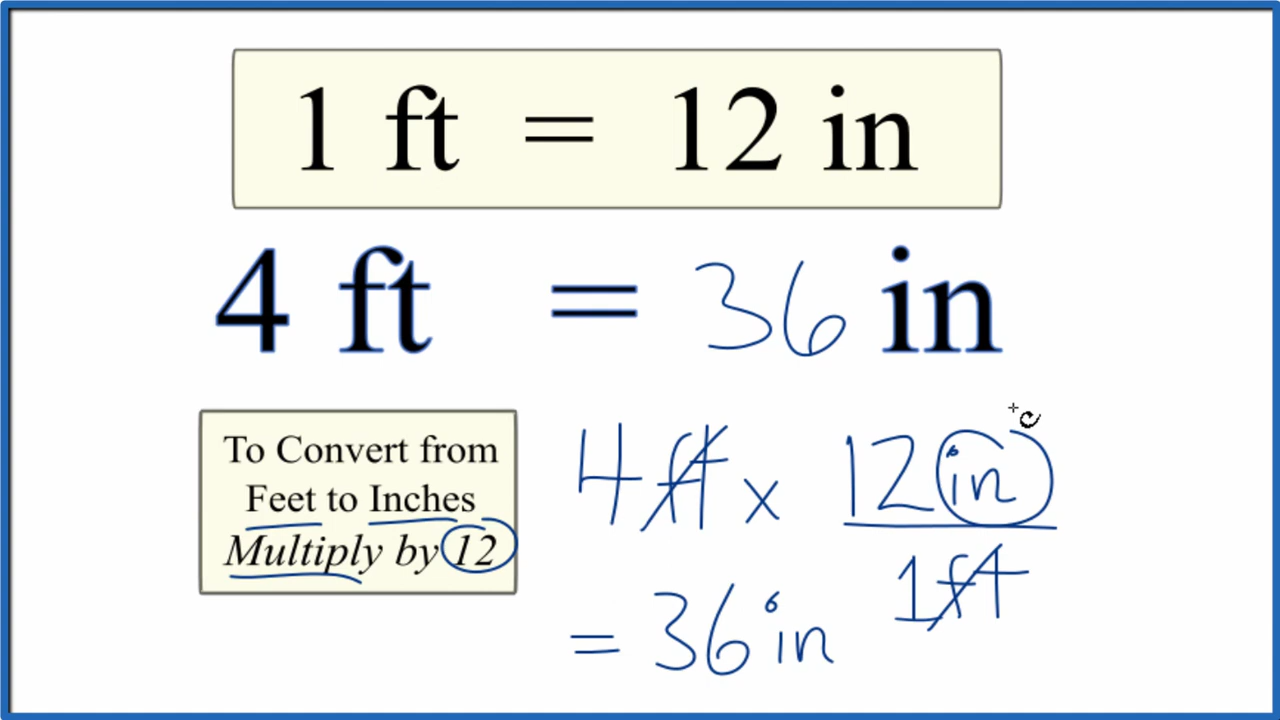 1 ft = 12 in
4 ft = 36 in
To Convert from
Feet to Inches
Multiply by 12
4 ft x 12 in
1 ft
= 36 in